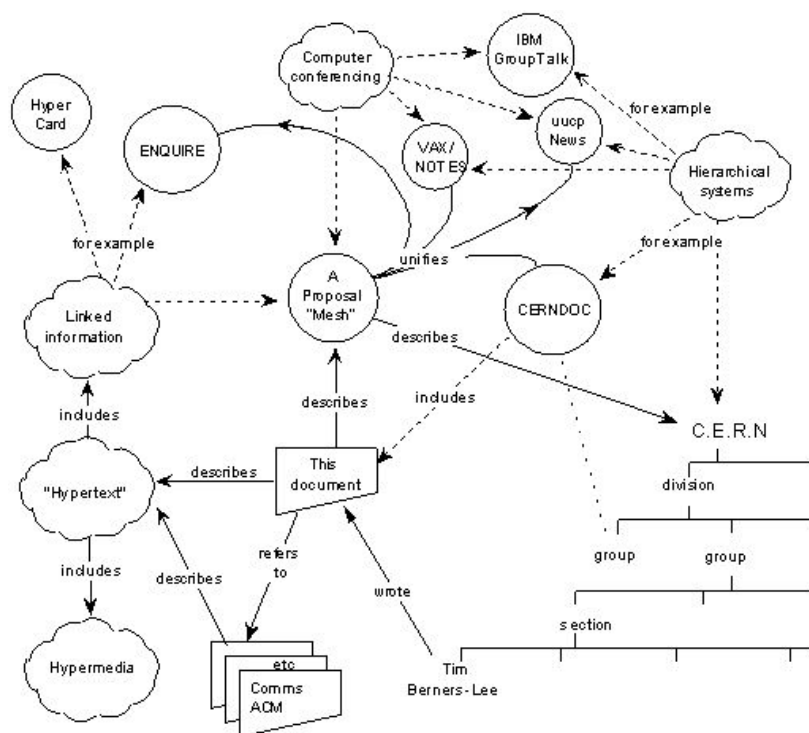 IBM
GroupTalk
Computer
conferencing
Hyper
Card
for example
uucp
News
ENQUIRE
VAX/
NOTES
Hierarchical
systems
for example
for example
unifies
A
Proposal
"Mesh"
CERNDOC
Linked
information
describes
includes
describes
includes
C.E.R.N
This
document
describes
division
"Hypertext"
refers
to
group
group
includes
describes
wrote
section
Hypermedia
etc
Tim
Berners-Lee
Comms
ACM